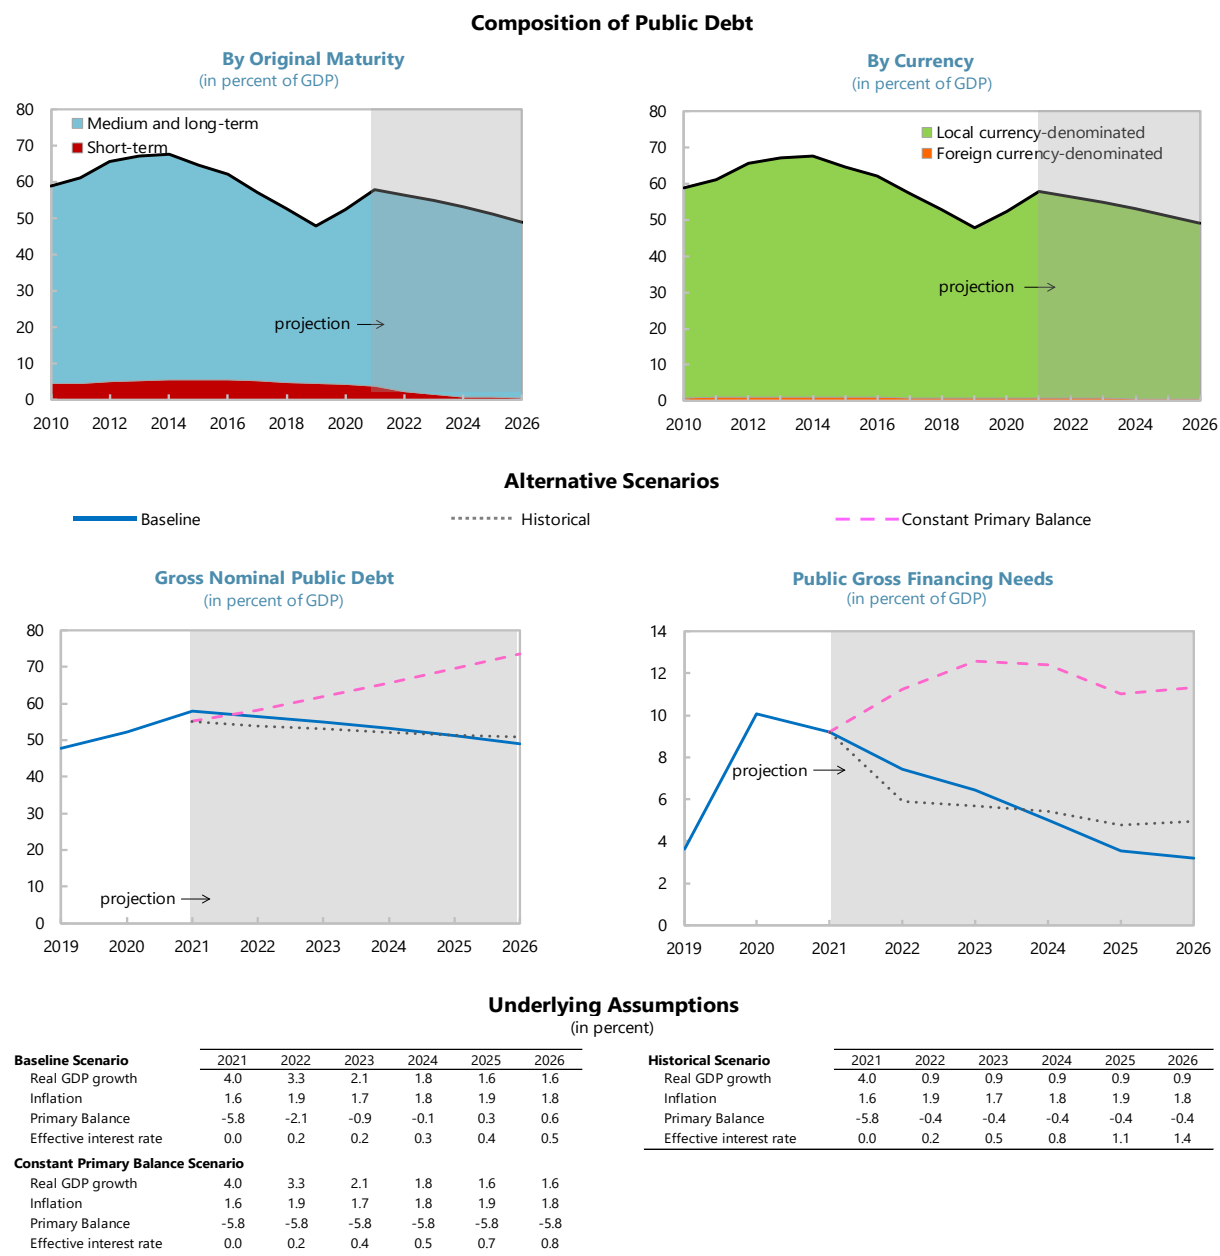 Composition of Public Debt
By Original Maturity
(in percent of GDP)
80
70
60
50
40
30
20
10
0
Medium and long-term
Short-term
projection
2010 2012 2014 2016 2018 2020 2022 2024 2026
By Currency
(in percent of GDP)
80
70
60
50
40
30
20
10
0
Local currency-denominated
Foreign currency-denominated
projection
2010 2012 2014 2016 2018 2020 2022 2024 2026
Alternative Scenarios
Baseline Historical Constant Primary Balance
Gross Nominal Public Debt
(in percent of GDP)
80
70
60
50
40
30
20
10
0
projection
2019 2020 2021 2022 2023 2024 2025 2026
Public Gross Financing Needs
(in percent of GDP)
14
12
10
8
6
4
2
0
projection
2019 2020 2021 2022 2023 2024 2025 2026
Underlying Assumptions
(in percent)
Baseline Scenario 2021 2022 2023 2024 2025 2026
Real GDP growth 4.0 3.3 2.1 1.8 1.6 1.6
Inflation 1.6 1.9 1.7 1.8 1.9 1.8
Primary Balance -5.8 -2.1 -0.9 -0.1 0.3 0.6
Effective interest rate 0.0 0.2 0.2 0.3 0.4 0.5
Constant Primary Balance Scenario
Real GDP growth 4.0 3.3 2.1 1.8 1.6 1.6
Inflation 1.6 1.9 1.7 1.8 1.9 1.8
Primary Balance -5.8 -5.8 -5.8 -5.8 -5.8 -5.8
Effective interest rate 0.0 0.2 0.4 0.5 0.7 0.8
Historical Scenario 2021 2022 2023 2024 2025 2026
Real GDP growth 4.0 0.9 0.9 0.9 0.9 0.9
Inflation 1.6 1.9 1.7 1.8 1.9 1.8
Primary Balance -5.8 -0.4 -0.4 -0.4 -0.4 -0.4
Effective interest rate 0.0 0.2 0.5 0.8 1.1 1.4